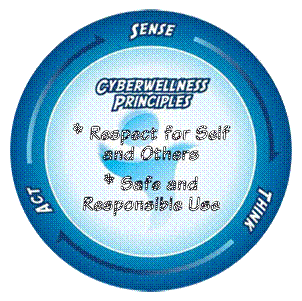 SENSE
CYBERWELLNESS
PRINCIPLES
* Respect for Self
and Others
* Safe and
Responsible Use
ACT
THINK